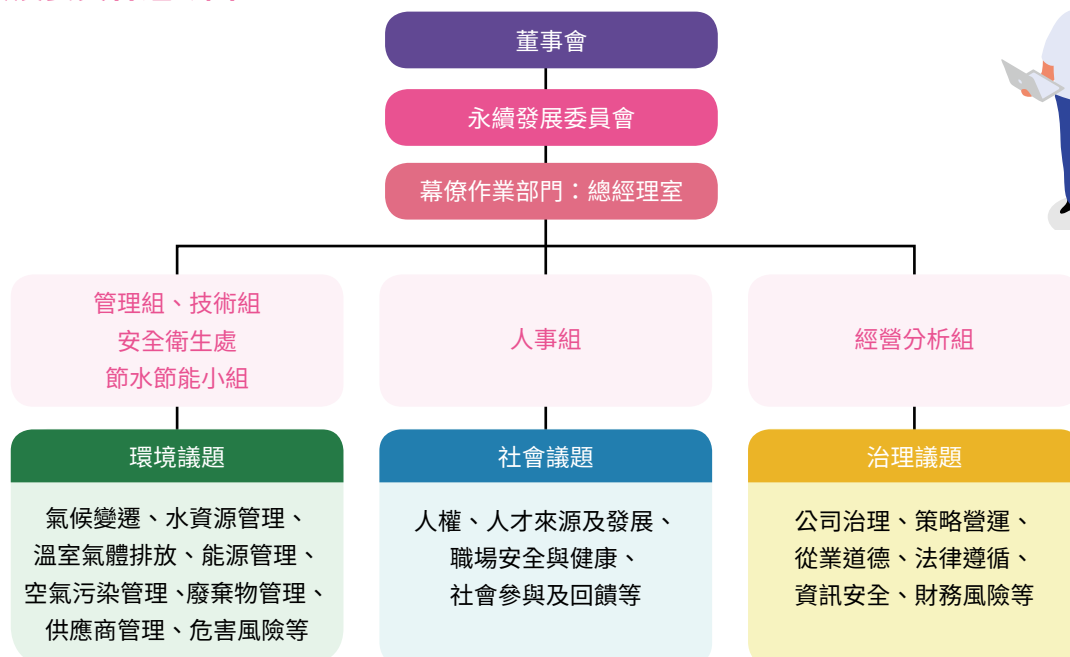 董事會
永續發展委員會
幕僚作業部門：總經理室
管理組、技術組
安全衛生處
節水節能小組
人事組
經營分析組
環境議題
氣候變遷、水資源管理、
溫室氣體排放、能源管理、
空氣污染管理、廢棄物管理、
供應商管理、危害風險等
社會議題
人權、人才來源及發展、
職場安全與健康、
社會參與及回饋等
治理議題
公司治理、策略營運、
從業道德、法律遵循、
資訊安全、財務風險等